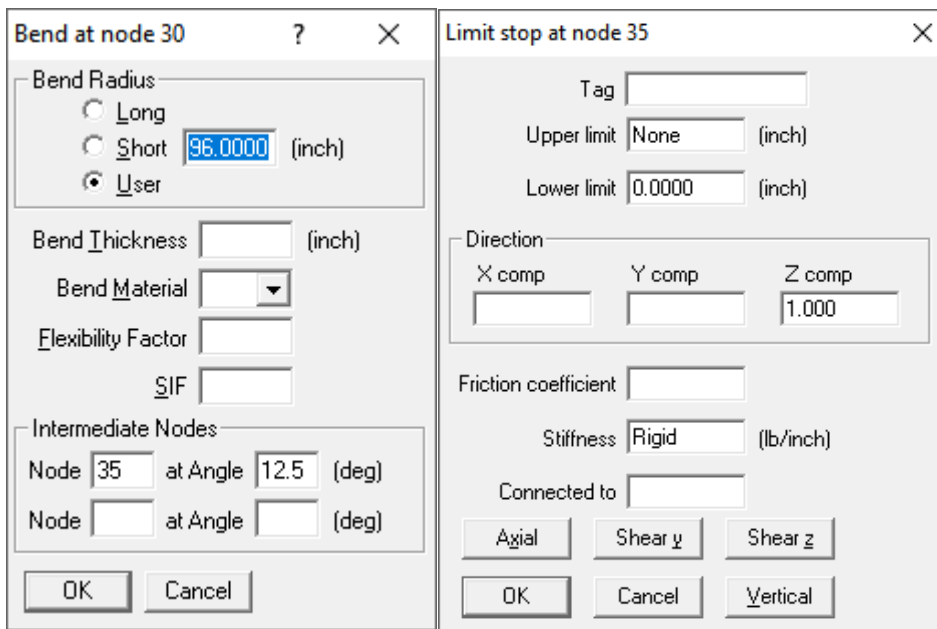 Bend at node 30 ? ×
Bend Radius
Long
Short 96.0000 (inch)
User
Bend Thickness (inch)
Bend Material
Flexibility Factor
SIF
Intermediate Nodes
Node 35 at Angle 12.5 (deg)
Node at Angle (deg)
OK Cancel
Limit stop at node 35 ×
Tag
Upper limit None (inch)
Lower limit 0.0000 (inch)
Direction
X comp Y comp Z comp
1.000
Friction coefficient
Stiffness Rigid (lb/inch)
Connected to
Axial Shear y Shear z
OK Cancel Vertical